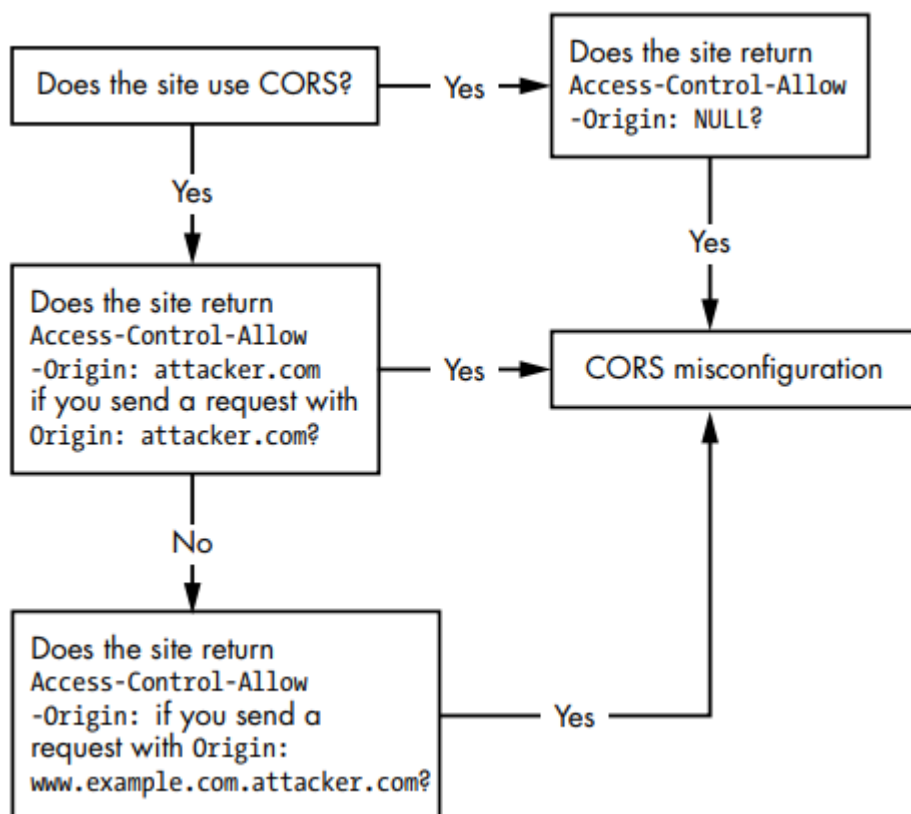 Does the site use CORS?
Yes
Does the site return
Access-Control-Allow
-Origin: NULL?
Yes
Yes
Does the site return
Access-Control-Allow
-Origin: attacker.com
if you send a request with
Origin: attacker.com?
Yes
CORS misconfiguration
No
Does the site return
Access-Control-Allow
-Origin: if you send a
request with Origin:
www.example.com.attacker.com?
Yes